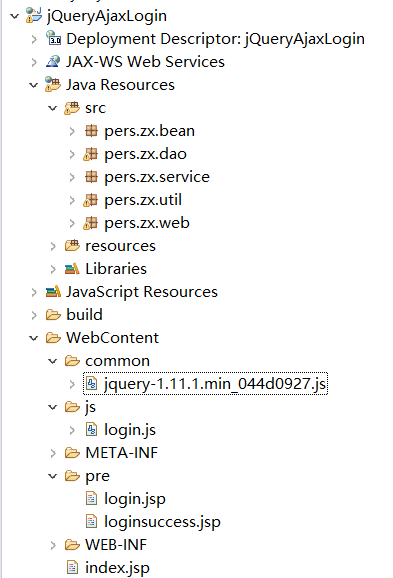 jQueryAjaxLogin
Deployment Descriptor: jQueryAjaxLogin
JAX-WS Web Services
Java Resources
src
pers.zx.bean
pers.zx.dao
pers.zx.service
pers.zx.util
pers.zx.web
resources
Libraries
JavaScript Resources
build
WebContent
common
jquery-1.11.1.min_044d0927.js
js
login.js
META-INF
pre
login.jsp
loginsuccess.jsp
WEB-INF
index.jsp